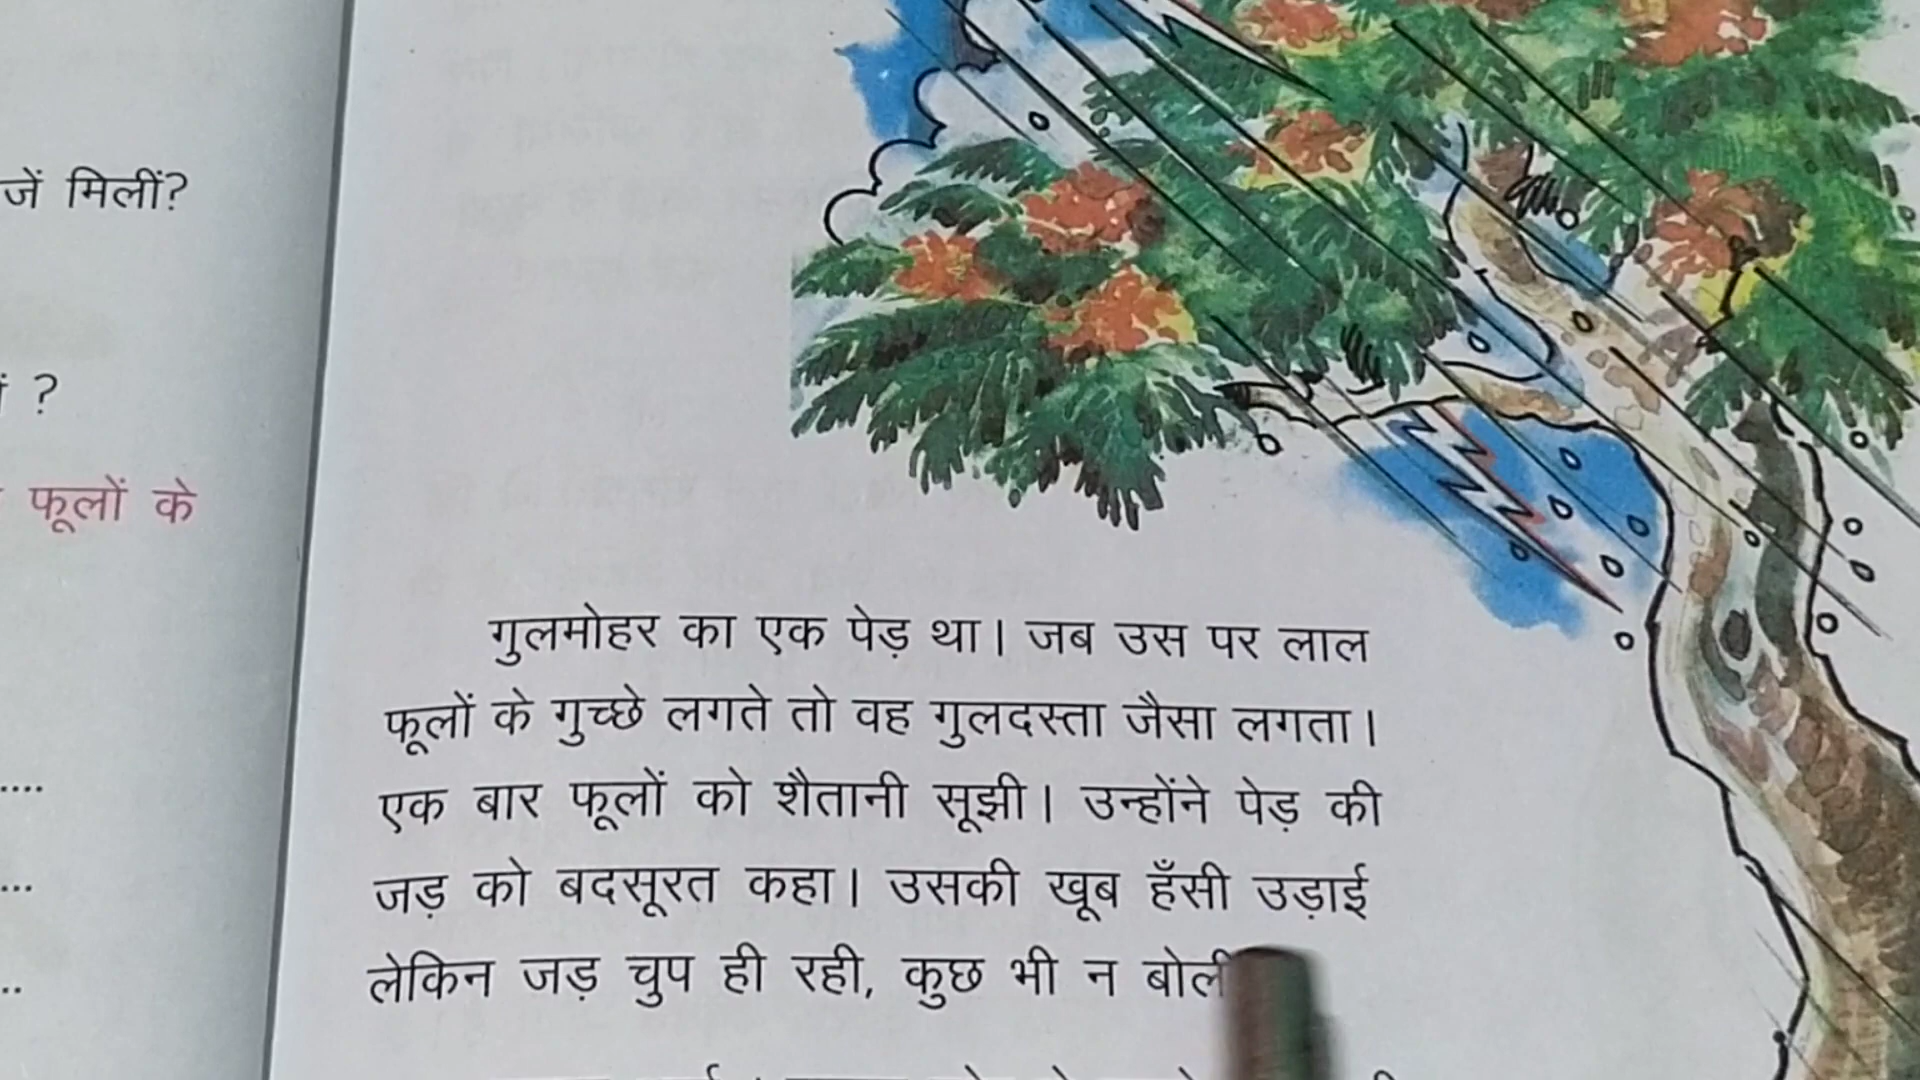 जें मिलीं?
?
फूलों के
....
...
..
गुलमोहर का एक पेड़ था। जब उस पर लाल
फूलों के गुच्छे लगते तो वह गुलदस्ता जैसा लगता।
एक बार फूलों को शैतानी सूझी। उन्होंने पेड़ की
जड़ को बदसूरत कहा। उसकी खूब हँसी उड़ाई
लेकिन जड़ चुप ही रही, कुछ भी न बोली